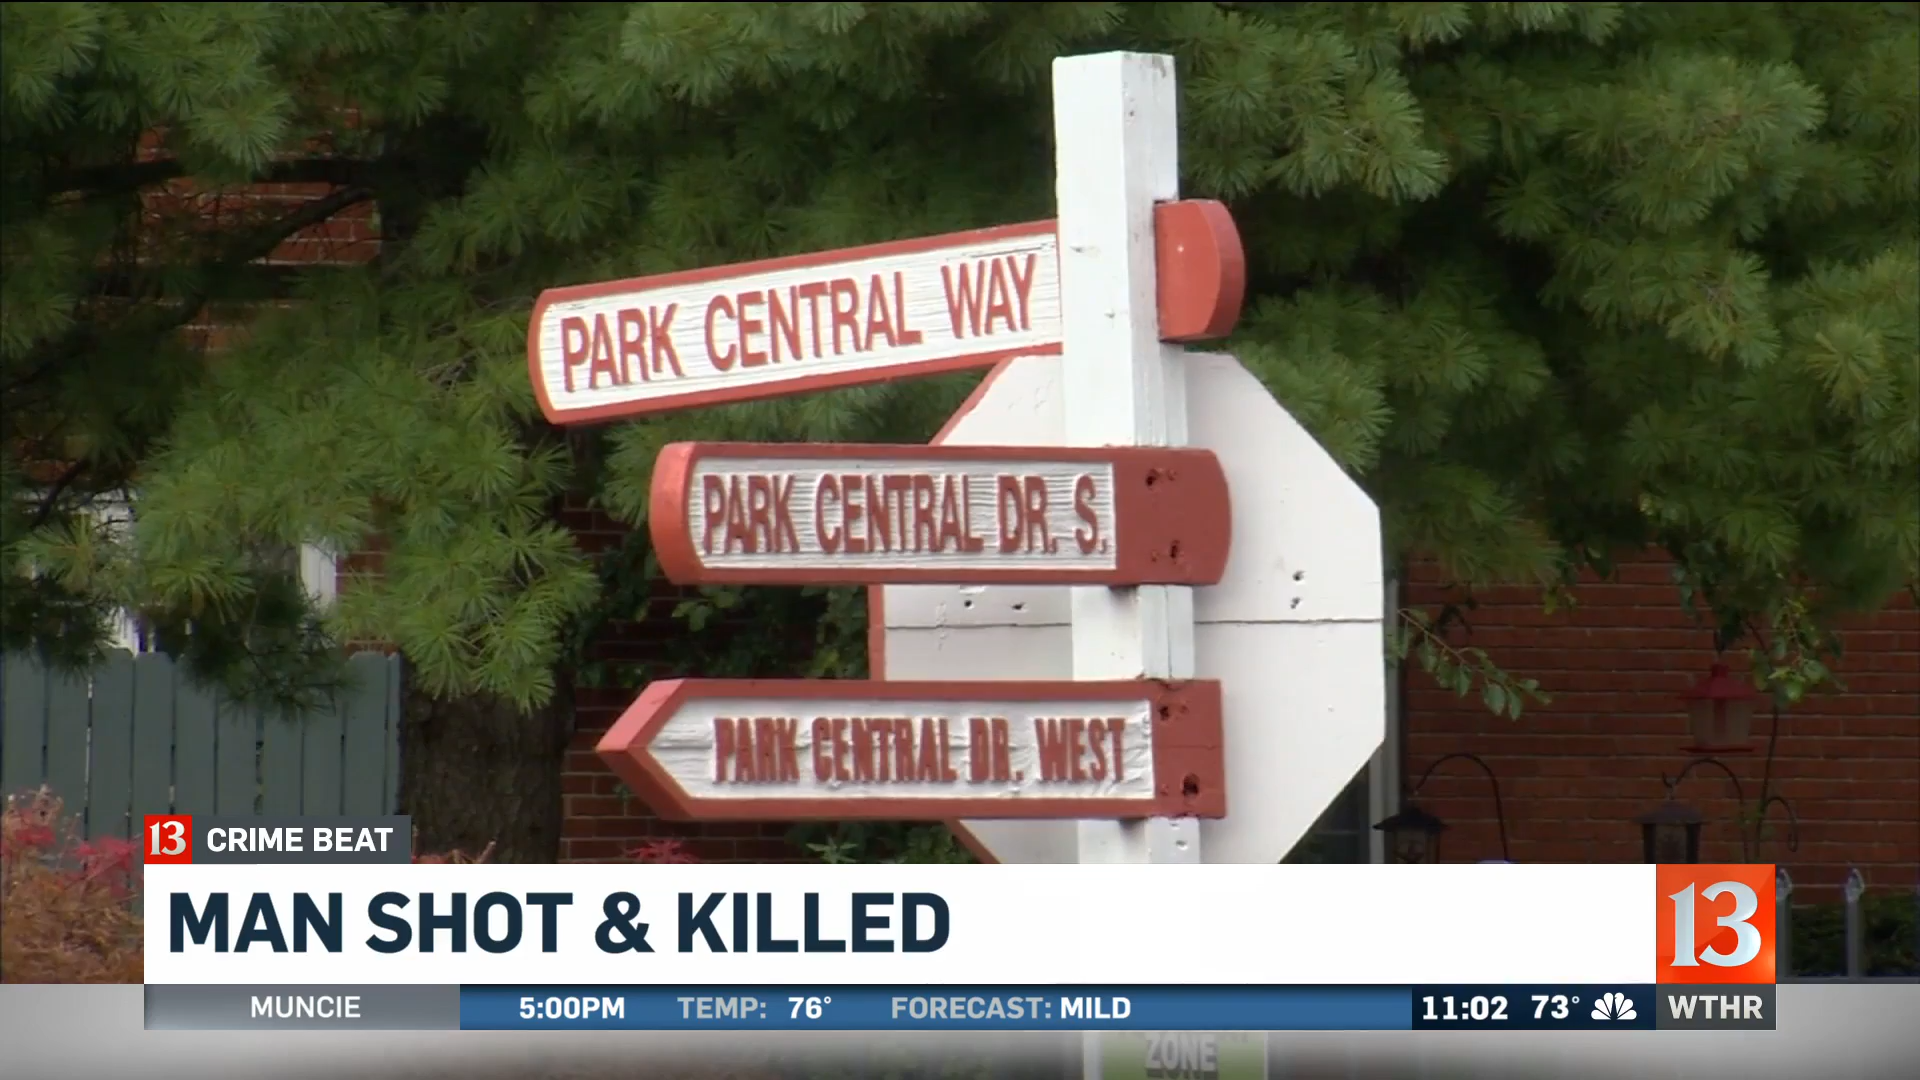 PARK CENTRAL WAY
PARK CENTRAL DR. S.
PARK CENTRAL DR. WEST
13 CRIME BEAT
MAN SHOT & KILLED
13
MUNCIE 5:00PM TEMP: 76° FORECAST: MILD 11:02 73° WTHR
ZONE